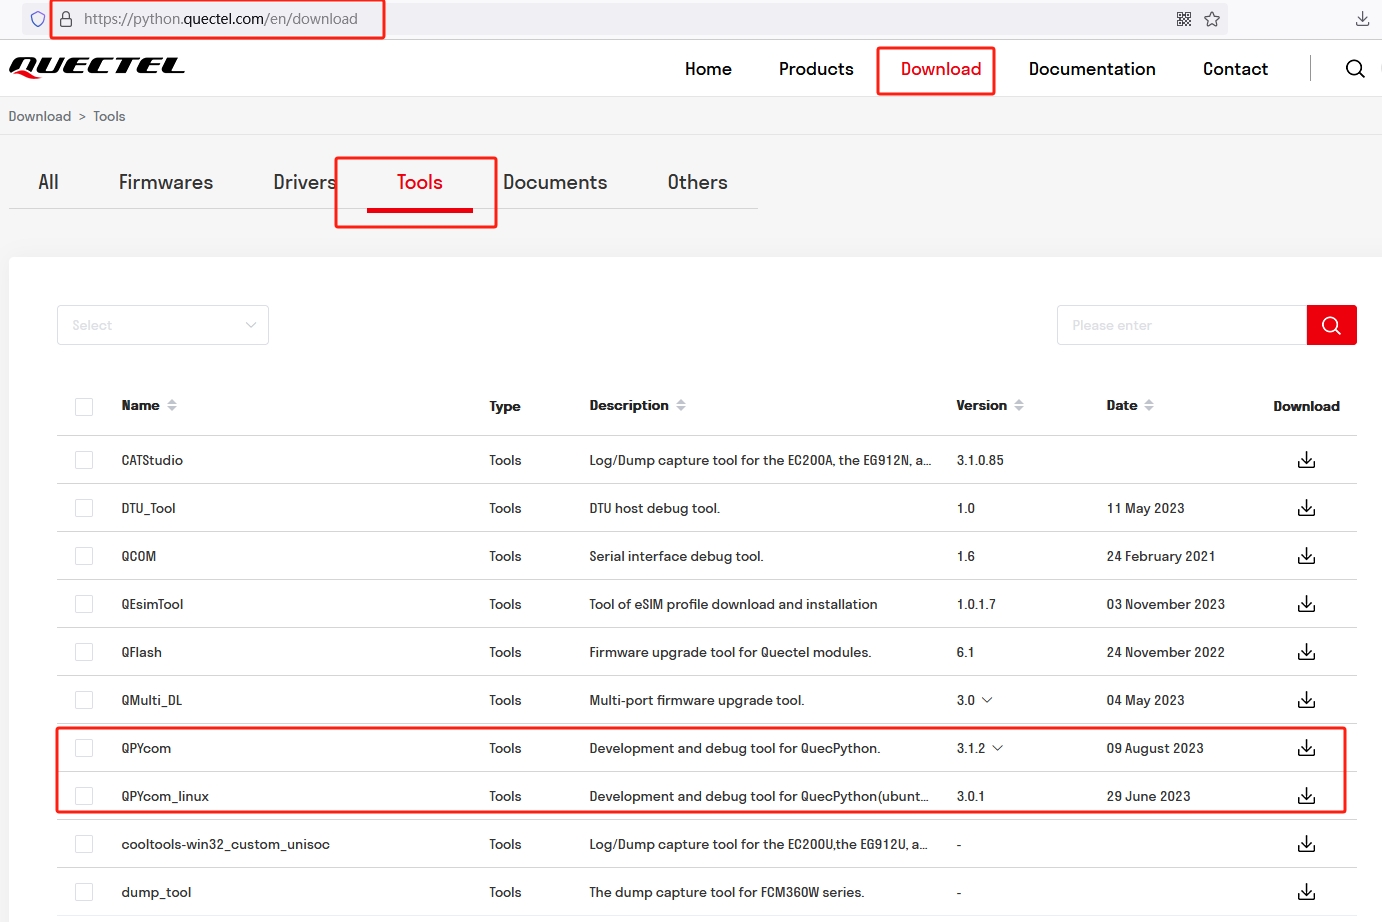 https://python.quectel.com/en/download
QUECTEL Home Products Download Documentation Contact
Download > Tools
All Firmwares Drivers Tools Documents Others
Select Please enter
Name Type Description Version Date Download
CATStudio Tools Log/Dump capture tool for the EC200A, the EG912N, a... 3.1.0.85
DTU_Tool Tools DTU host debug tool. 1.0 11 May 2023
QCOM Tools Serial interface debug tool. 1.6 24 February 2021
QEsimTool Tools Tool of eSIM profile download and installation 1.0.1.7 03 November 2023
QFlash Tools Firmware upgrade tool for Quectel modules. 6.1 24 November 2022
QMulti_DL Tools Multi-port firmware upgrade tool. 3.0 04 May 2023
QPYcom Tools Development and debug tool for QuecPython. 3.1.2 09 August 2023
QPYcom_linux Tools Development and debug tool for QuecPython(ubunt... 3.0.1 29 June 2023
cooltools-win32_custom_unisoc Tools Log/Dump capture tool for the EC200U,the EG912U, a... -
dump_tool Tools The dump capture tool for FCM360W series. -